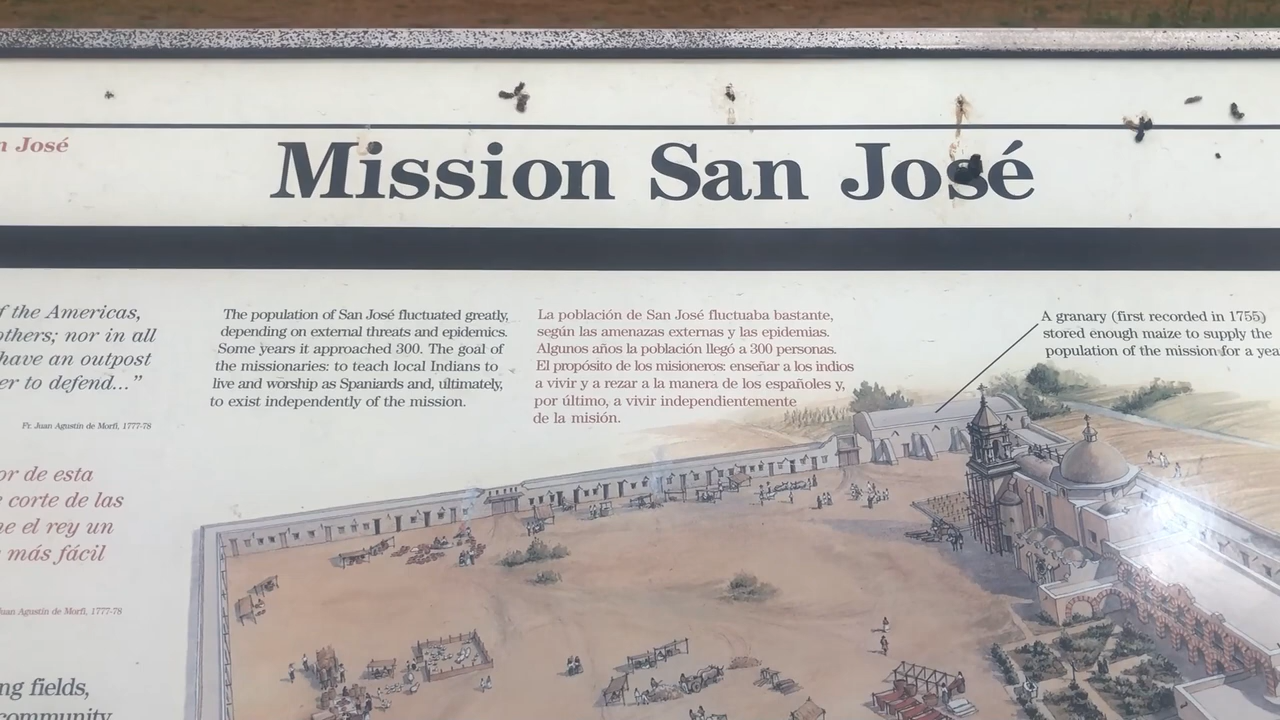 n José
Mission San José
f the Americas,
others; nor in all
have an outpost
er to defend..."
Fr. Juan Agustín de Morfi, 1777-78
or de esta
corte de las
ne el rey un
más fácil
Juan Agustín de Morfi, 1777-78
ng fields,
community
The population of San José fluctuated greatly,
depending on external threats and epidemics.
Some years it approached 300. The goal of
the missionaries: to teach local Indians to
live and worship as Spaniards and, ultimately,
to exist independently of the mission.
La población de San José fluctuaba bastante,
según las amenazas externas y las epidemias.
Algunos años la población llegó a 300 personas.
El propósito de los misioneros: enseñar a los indios
a vivir y a rezar a la manera de los españoles y,
por último, a vivir independientemente
de la misión.
A granary (first recorded in 1755)
stored enough maize to supply the
population of the mission for a yea